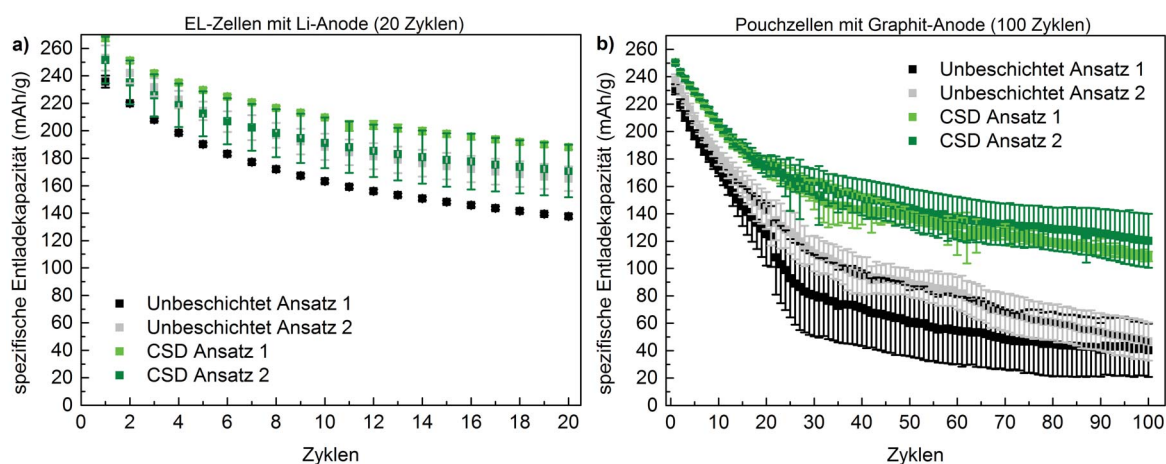 EL-Zellen mit Li-Anode (20 Zyklen)
a)
260
240
220
200
180
160
140
120
100
80
60
40
20
0
spezifische Entladekapazität (mAh/g)
Unbeschichtet Ansatz 1
Unbeschichtet Ansatz 2
CSD Ansatz 1
CSD Ansatz 2
0 2 4 6 8 10 12 14 16 18 20
Zyklen
Pouchzellen mit Graphit-Anode (100 Zyklen)
b)
260
240
220
200
180
160
140
120
100
80
60
40
20
0
spezifische Entladekapazität (mAh/g)
Unbeschichtet Ansatz 1
Unbeschichtet Ansatz 2
CSD Ansatz 1
CSD Ansatz 2
0 10 20 30 40 50 60 70 80 90 100
Zyklen